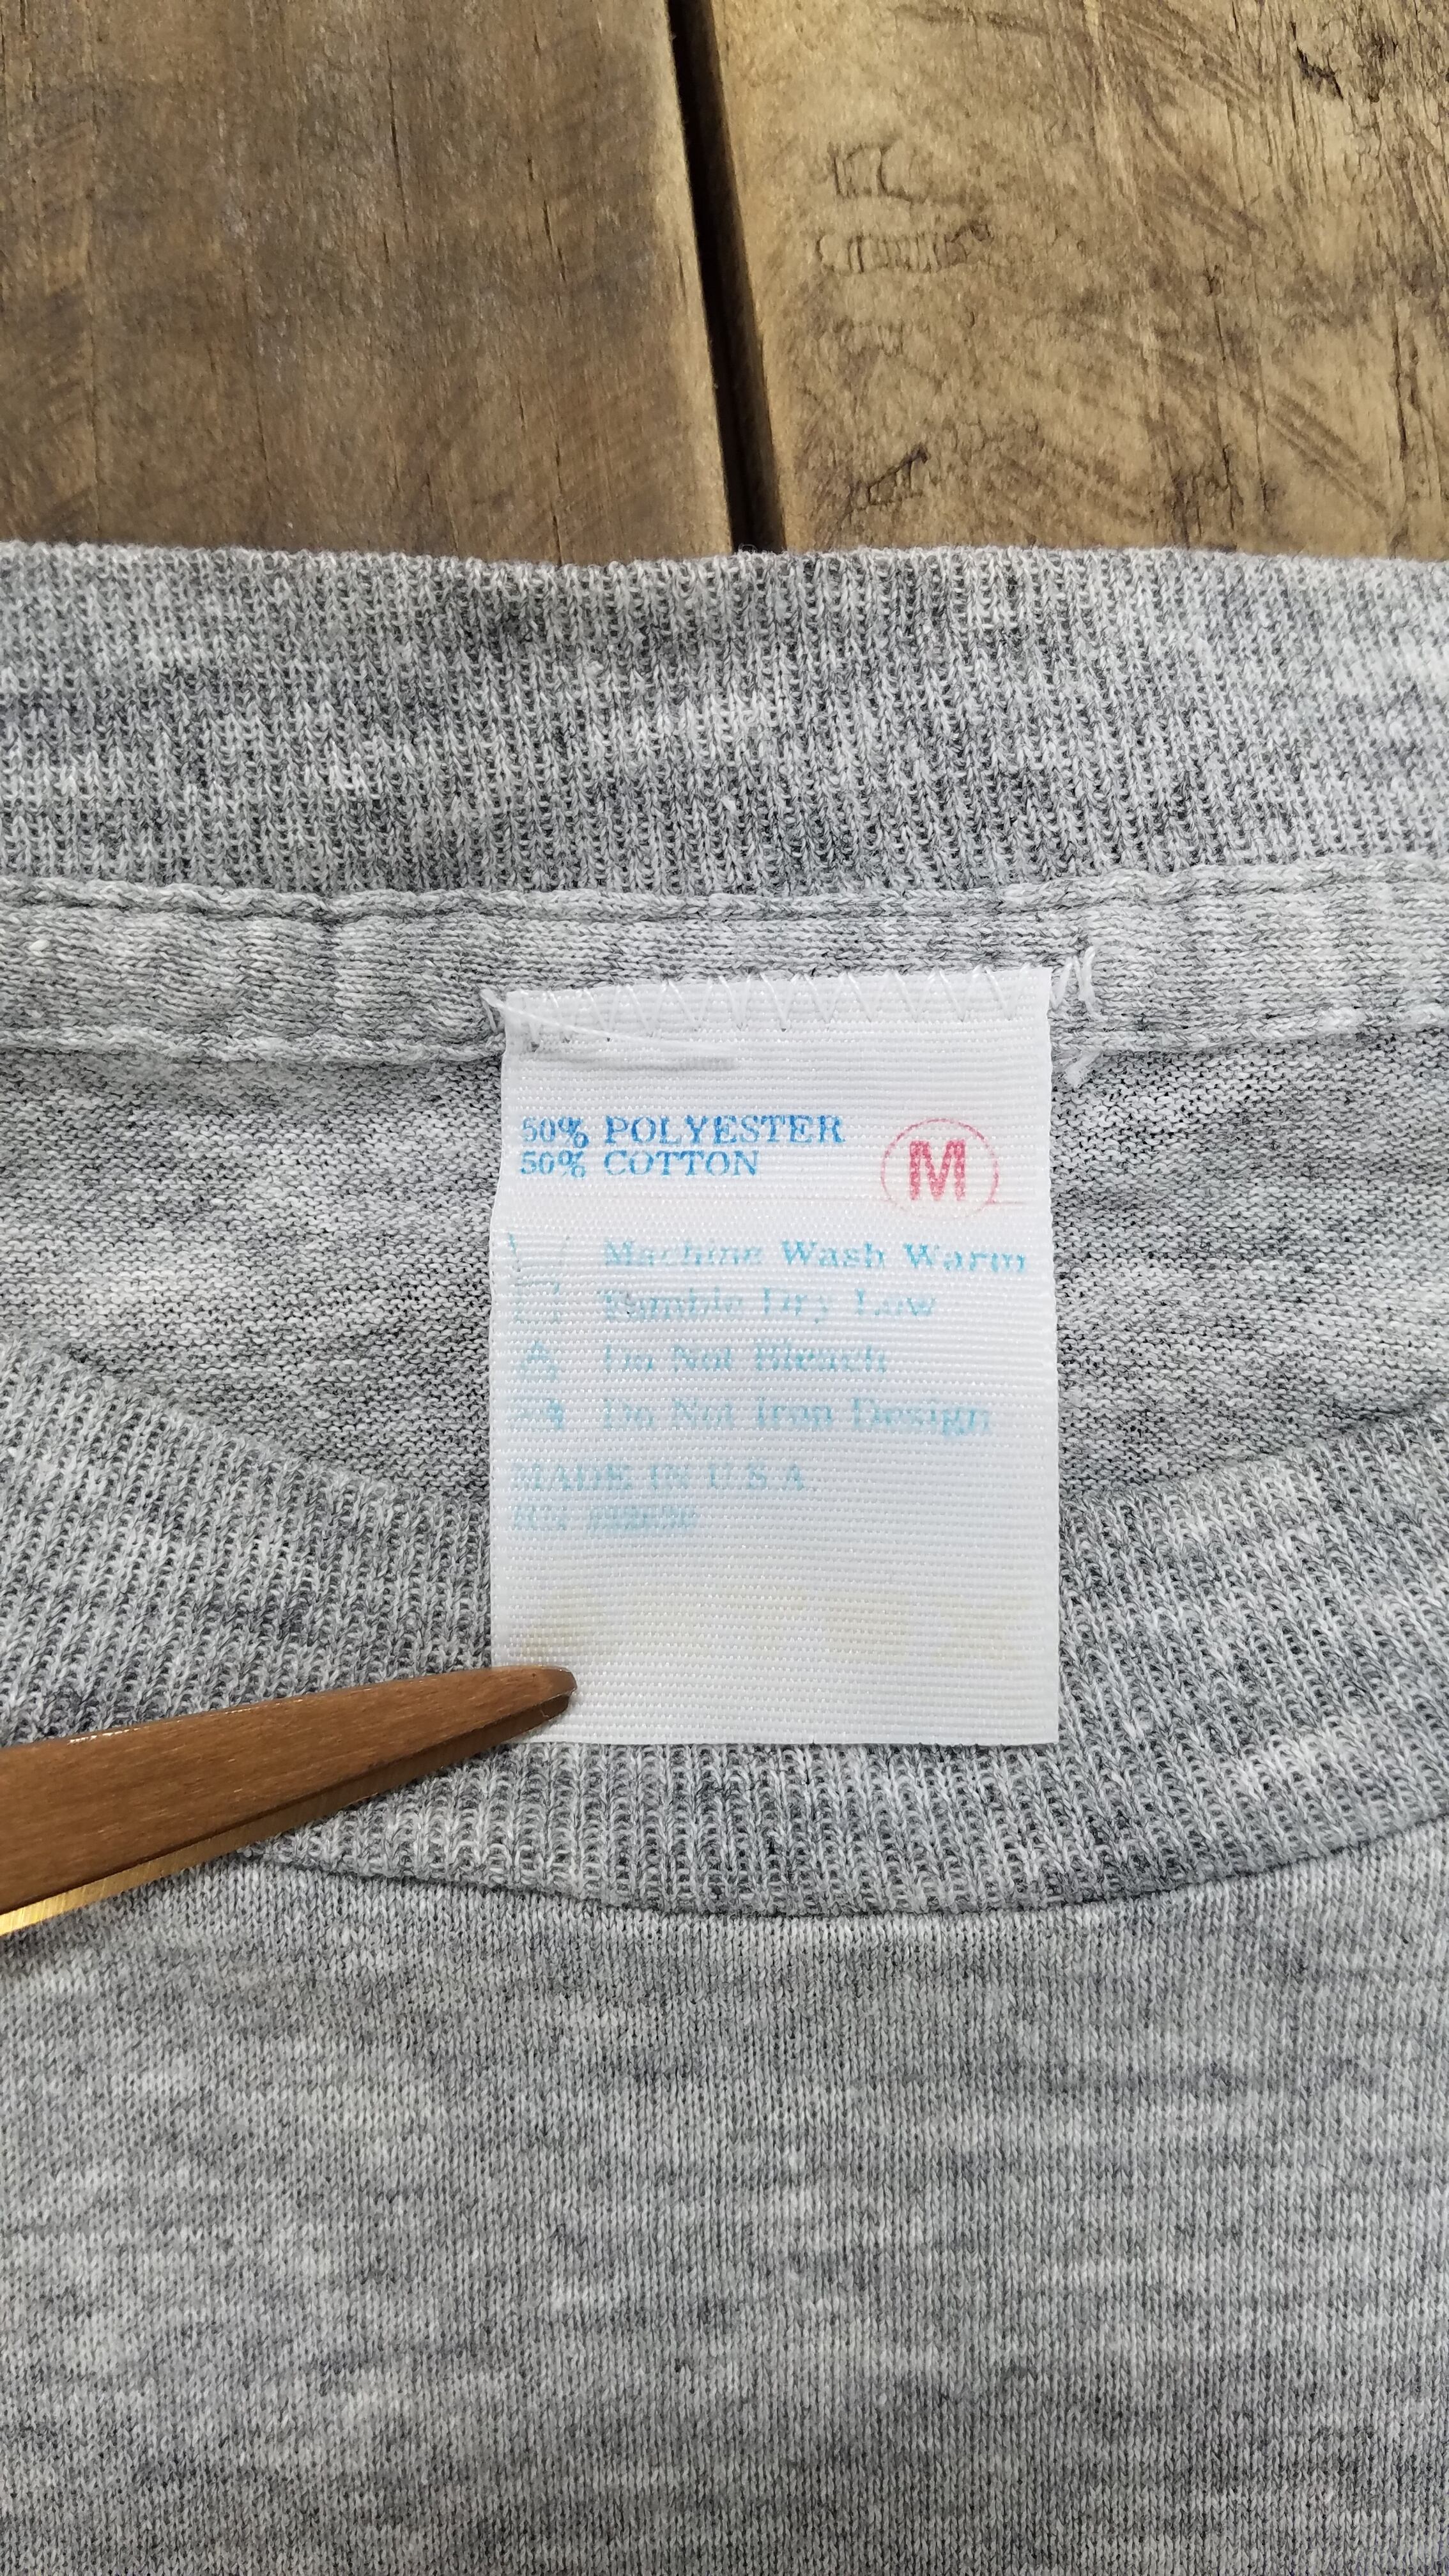 50% POLYESTER
50% COTTON
M
Machine Wash Warm
Tumble Dry Low
Do Not Bleach
Do Not Iron Design
MADE IN U.S.A
RN